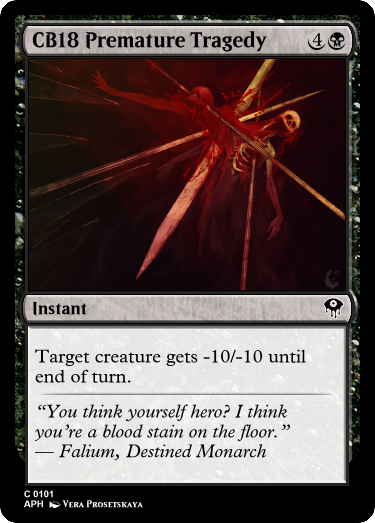 CB18 Premature Tragedy 4
Instant
Target creature gets -10/-10 until
end of turn.
“You think yourself hero? I think
you’re a blood stain on the floor.”
— Falium, Destined Monarch
C 0101
APH Vera Prosetskaya